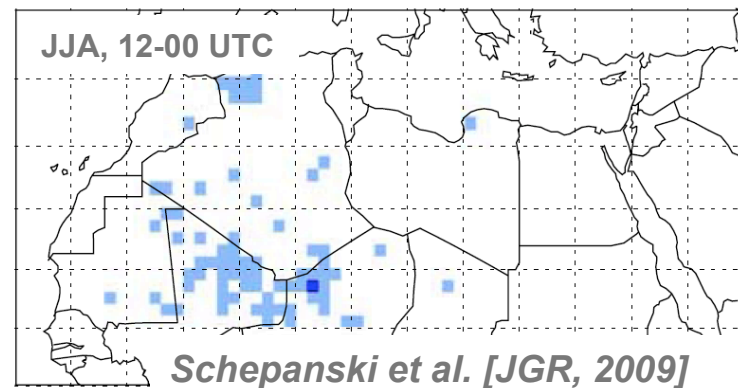 JJA, 12-00 UTC
Schepanski et al. [JGR, 2009]